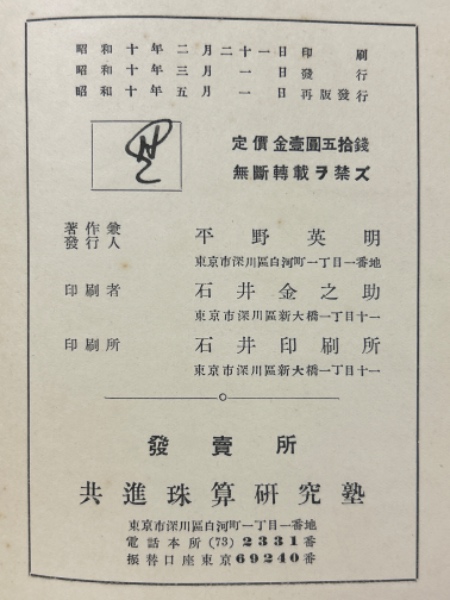 昭和十年二月二十一日印刷
昭和十年三月一日發行
昭和十年五月一日再版發行
定價金壹圓五拾錢
無斷轉載ヲ禁ズ
著作兼
發行人
平野英明
東京市深川區白河町一丁目一番地
印刷者 石井金之助
東京市深川區新大橋一丁目十一
印刷所 石井印刷所
東京市深川區新大橋一丁目十一
發賣所
共進珠算硏究塾
東京市深川區白河町一丁目一番地
電話本所(73)2331番
振替口座東京69240番